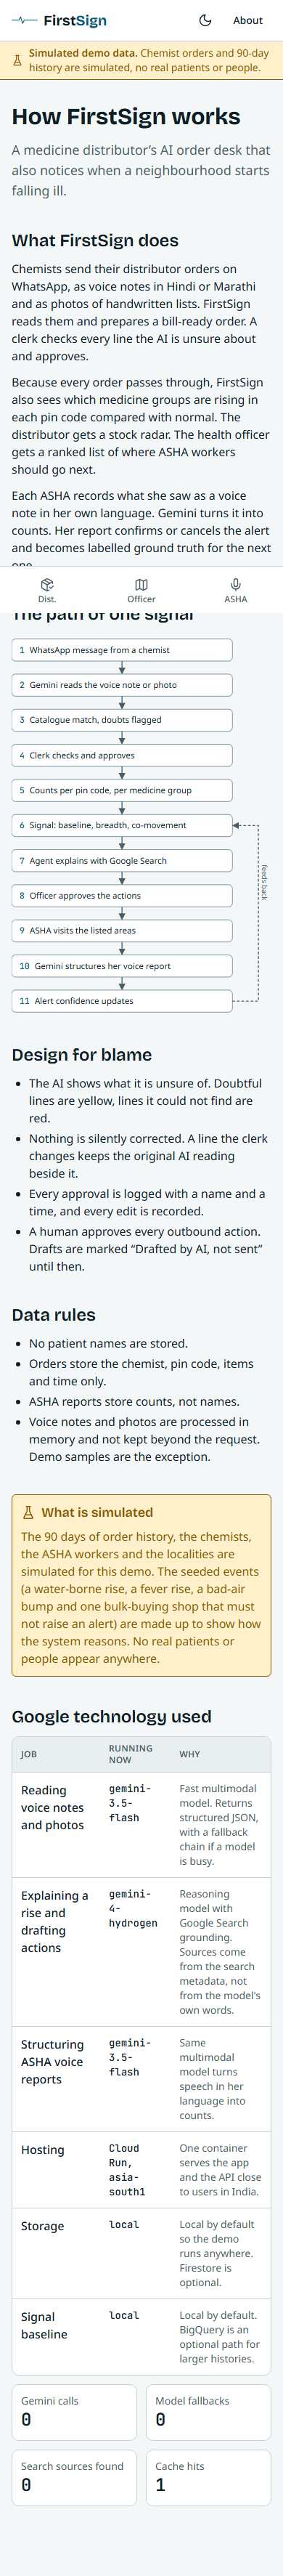 FirstSign
About
Simulated demo data. Chemist orders and 90-day
history are simulated, no real patients or people.
How FirstSign works
A medicine distributor's AI order desk that
also notices when a neighbourhood starts
falling ill.
What FirstSign does
Chemists send their distributor orders on
WhatsApp, as voice notes in Hindi or Marathi
and as photos of handwritten lists. FirstSign
reads them and prepares a bill-ready order. A
clerk checks every line the AI is unsure about
and approves.
Because every order passes through, FirstSign
also sees which medicine groups are rising in
each pin code compared with normal. The
distributor gets a stock radar. The health officer
gets a ranked list of where ASHA workers
should go next.
Each ASHA records what she saw as a voice
note in her own language. Gemini turns it into
counts. Her report confirms or cancels the alert
and becomes labelled ground truth for the next
one.
Dist.
Officer
ASHA
The path of one signal
1 WhatsApp message from a chemist
2 Gemini reads the voice note or photo
3 Catalogue match, doubts flagged
4 Clerk checks and approves
5 Counts per pin code, per medicine group
6 Signal: baseline, breadth, co-movement
7 Agent explains with Google Search
8 Officer approves the actions
9 ASHA visits the listed areas
10 Gemini structures her voice report
11 Alert confidence updates
feeds back
Design for blame
• The AI shows what it is unsure of. Doubtful
lines are yellow, lines it could not find are
red.
• Nothing is silently corrected. A line the clerk
changes keeps the original AI reading
beside it.
• Every approval is logged with a name and a
time, and every edit is recorded.
• A human approves every outbound action.
Drafts are marked “Drafted by AI, not sent”
until then.
Data rules
• No patient names are stored.
• Orders store the chemist, pin code, items
and time only.
• ASHA reports store counts, not names.
• Voice notes and photos are processed in
memory and not kept beyond the request.
Demo samples are the exception.
What is simulated
The 90 days of order history, the chemists,
the ASHA workers and the localities are
simulated for this demo. The seeded events
(a water-borne rise, a fever rise, a bad-air
bump and one bulk-buying shop that must
not raise an alert) are made up to show how
the system reasons. No real patients or
people appear anywhere.
Google technology used
JOB
RUNNING
NOW
WHY
Reading
voice notes
and photos
gemini-
3.5-
flash
Fast multimodal
model. Returns
structured JSON,
with a fallback
chain if a model
is busy.
Explaining a
rise and
drafting
actions
gemini-
4-
hydrogen
Reasoning
model with
Google Search
grounding.
Sources come
from the search
metadata, not
from the model's
own words.
Structuring
ASHA voice
reports
gemini-
3.5-
flash
Same
multimodal
model turns
speech in her
language into
counts.
Hosting
Cloud
Run,
asia-
south1
One container
serves the app
and the API close
to users in India.
Storage
local
Local by default
so the demo
runs anywhere.
Firestore is
optional.
Signal
baseline
local
Local by default.
BigQuery is an
optional path for
larger histories.
Gemini calls
0
Model fallbacks
0
Search sources found
0
Cache hits
1